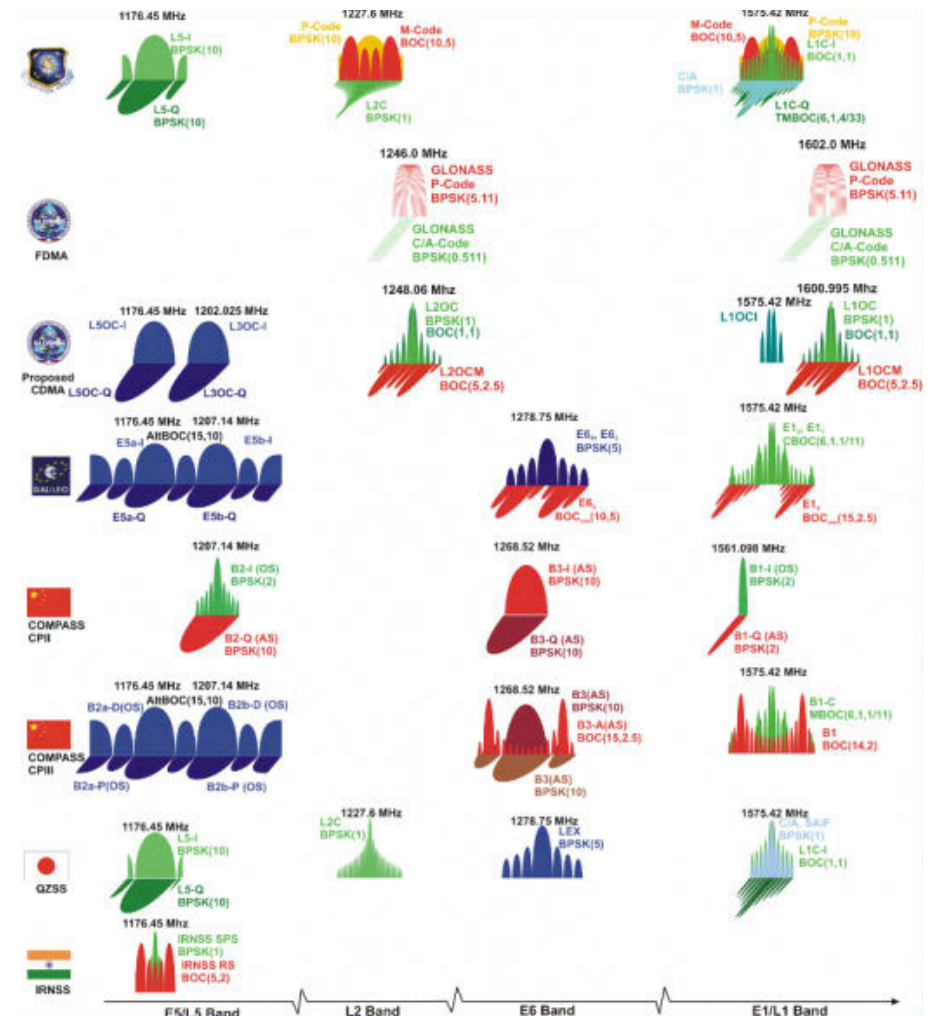 1176.45 MHz
L5-I
BPSK(10)
L5-Q
BPSK(10)
1227.6 MHz
P-Code
BPSK(10)
M-Code
BOC(10,5)
L2C
BPSK(1)
1575.42 MHz
M-Code
BOC(10,5)
P-Code
BPSK(10)
L1C-I
BOC(1,1)
C/A
BPSK(1)
L1C-Q
TMBOC(6,1,4/33)
FDMA
1246.0 MHz
GLONASS
P-Code
BPSK(5.11)
GLONASS
C/A-Code
BPSK(0.511)
1602.0 MHz
GLONASS
P-Code
BPSK(5.11)
GLONASS
C/A-Code
BPSK(0.511)
Proposed
CDMA
1176.45 MHz 1202.025 MHz
L5OC-I
L3OC-I
L5OC-Q
L3OC-Q
1248.06 Mhz
L2OC
BPSK(1)
BOC(1,1)
L2OCM
BOC(5,2.5)
1575.42 MHz
L1OCI
1600.995 MHz
L1OC
BPSK(1)
BOC(1,1)
L1OCM
BOC(5,2.5)
GALILEO
1176.45 MHz 1207.14 MHz
AltBOC(15,10)
E5a-I
E5b-I
E5a-Q
E5b-Q
1278.75 MHz
BPSK(5)
1575.42 MHz
CBOC(6,1,1/11)
COMPASS
CPII
1207.14 MHz
B2-I (OS)
BPSK(2)
B2-Q (AS)
BPSK(10)
1268.52 MHz
B3-I (AS)
BPSK(10)
B3-Q (AS)
BPSK(10)
1561.098 MHz
B1-I (OS)
BPSK(2)
B1-Q (AS)
BPSK(2)
COMPASS
CPIII
1176.45 MHz 1207.14 MHz
AltBOC(15,10)
B2a-D(OS)
B2b-D (OS)
B2a-P(OS)
B2b-P (OS)
1268.52 MHz
B3(AS)
BPSK(10)
B3-A(AS)
BOC(15,2.5)
B3(AS)
BPSK(10)
1575.42 MHz
B1-C
MBOC(6,1,1/11)
B1
BOC(14,2)
QZSS
1176.45 MHz
L5-I
BPSK(10)
L5-Q
BPSK(10)
1227.6 MHz
L2C
BPSK(1)
1278.75 MHz
LEX
BPSK(5)
1575.42 MHz
C/A, SAIF
BPSK(1)
L1C-I
BOC(1,1)
IRNSS
1176.45 Mhz
IRNSS SPS
BPSK(1)
IRNSS RS
BOC(5,2)
E5/L5 Band
L2 Band
E6 Band
E1/L1 Band